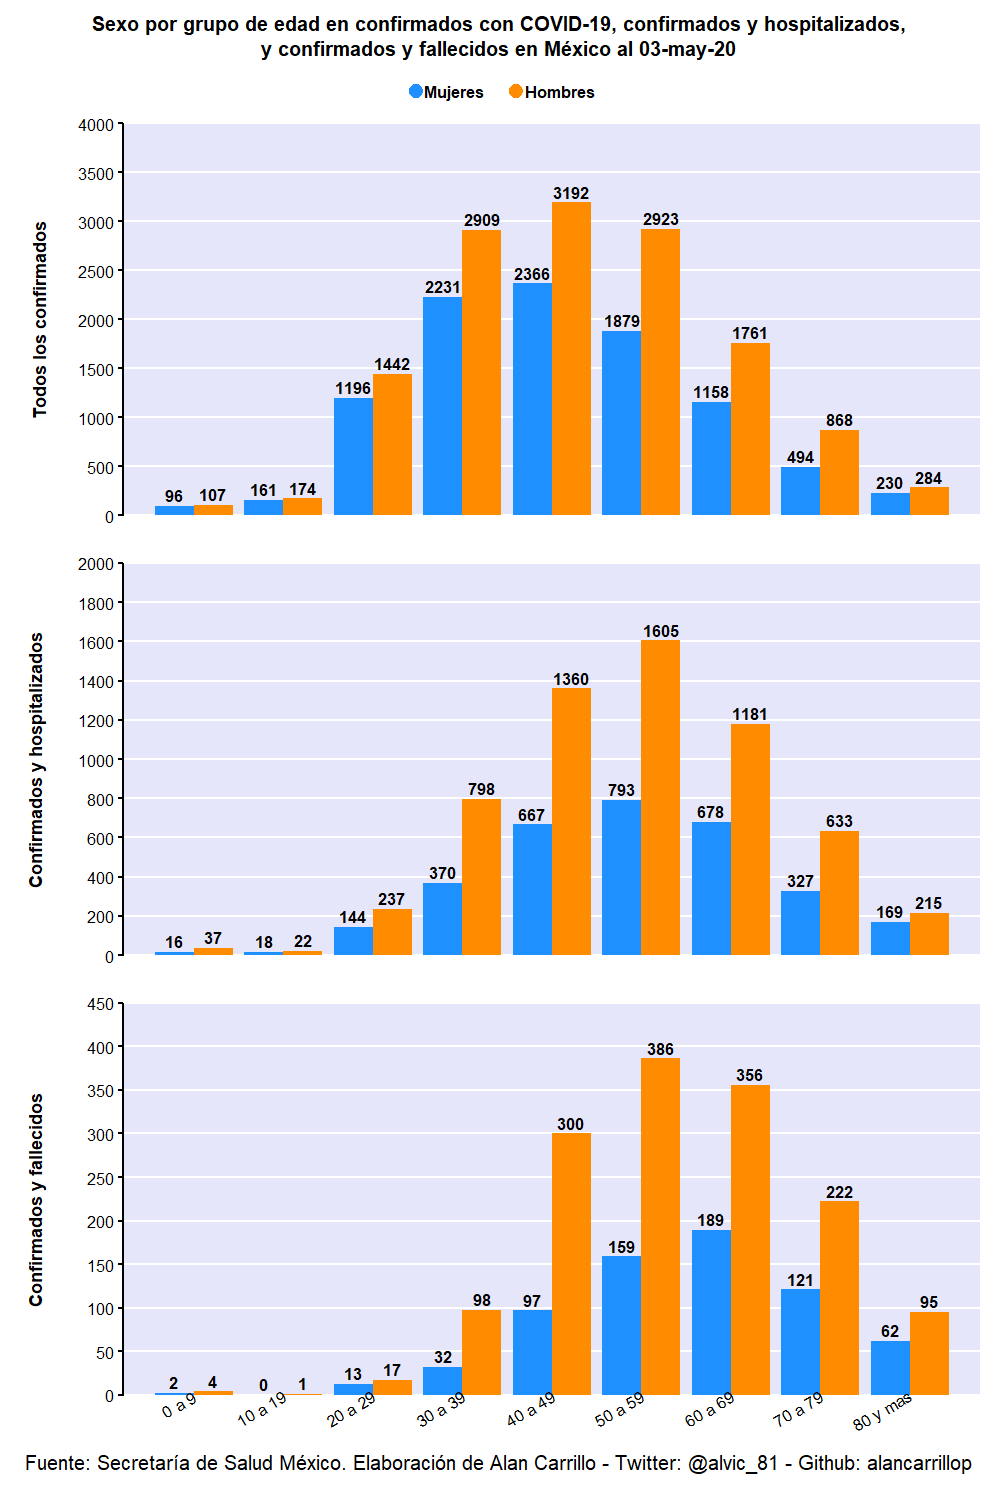 Sexo por grupo de edad en confirmados con COVID-19, confirmados y hospitalizados,
y confirmados y fallecidos en México al 03-may-20
Mujeres Hombres
Todos los confirmados
4000
3500
3000
2500
2000
1500
1000
500
0
96 107 161 174 1196 1442 2231 2909 2366 3192 1879 2923 1158 1761 494 868 230 284
Confirmados y hospitalizados
2000
1800
1600
1400
1200
1000
800
600
400
200
0
16 37 18 22 144 237 370 798 667 1360 793 1605 678 1181 327 633 169 215
Confirmados y fallecidos
450
400
350
300
250
200
150
100
50
0
2 4 0 1 13 17 32 98 97 300 159 386 189 356 121 222 62 95
0 a 9 10 a 19 20 a 29 30 a 39 40 a 49 50 a 59 60 a 69 70 a 79 80 y mas
Fuente: Secretaría de Salud México. Elaboración de Alan Carrillo - Twitter: @alvic_81 - Github: alancarrillop